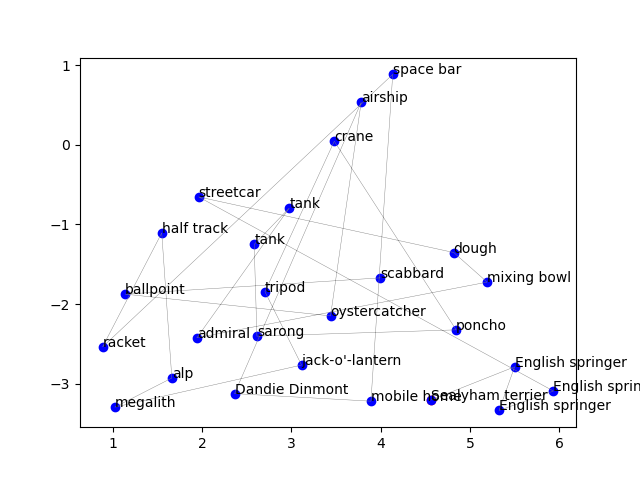 1
0
−1
−2
−3
1
2
3
4
5
6
space bar
airship
crane
streetcar
tank
half track
tank
dough
scabbard
mixing bowl
ballpoint
tripod
oystercatcher
poncho
racket
admiral
sarong
jack-o'-lantern
English springer
alp
Dandie Dinmont
English sprin
megalith
mobile home
Sealyham terrier
English springer